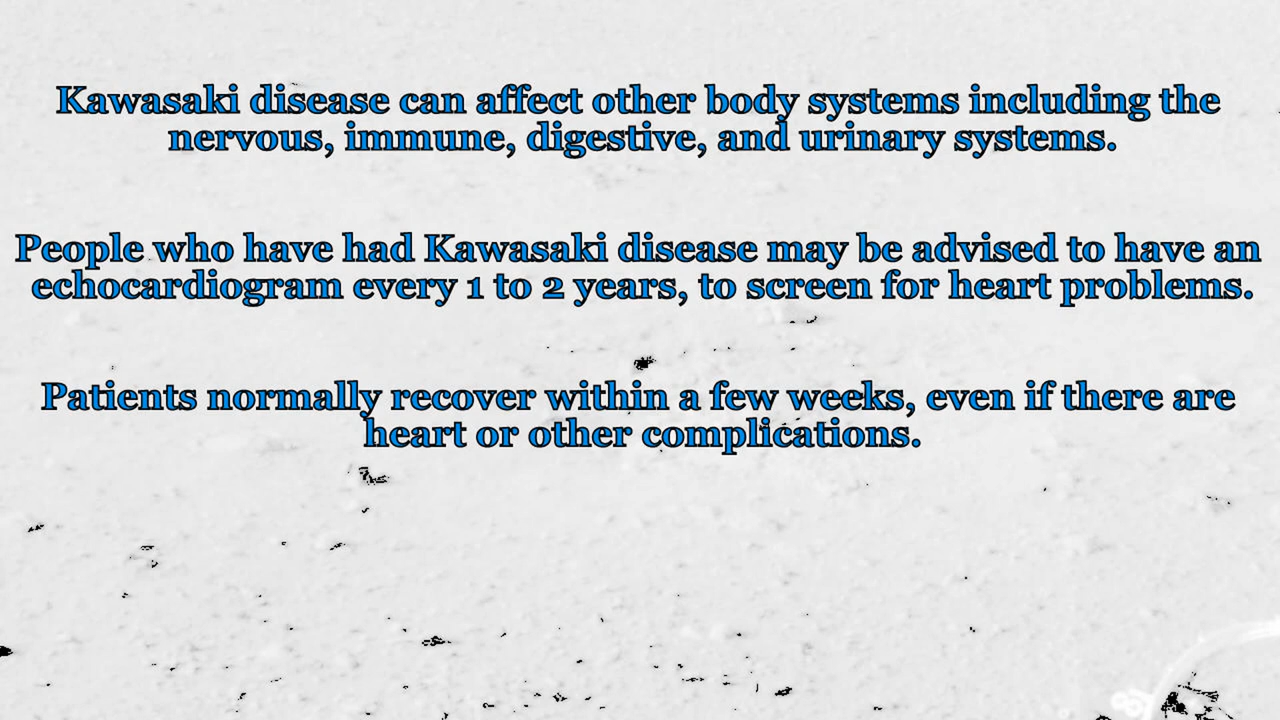 Kawasaki disease can affect other body systems including the
nervous, immune, digestive, and urinary systems.
People who have had Kawasaki disease may be advised to have an
echocardiogram every 1 to 2 years, to screen for heart problems.
Patients normally recover within a few weeks, even if there are
heart or other complications.